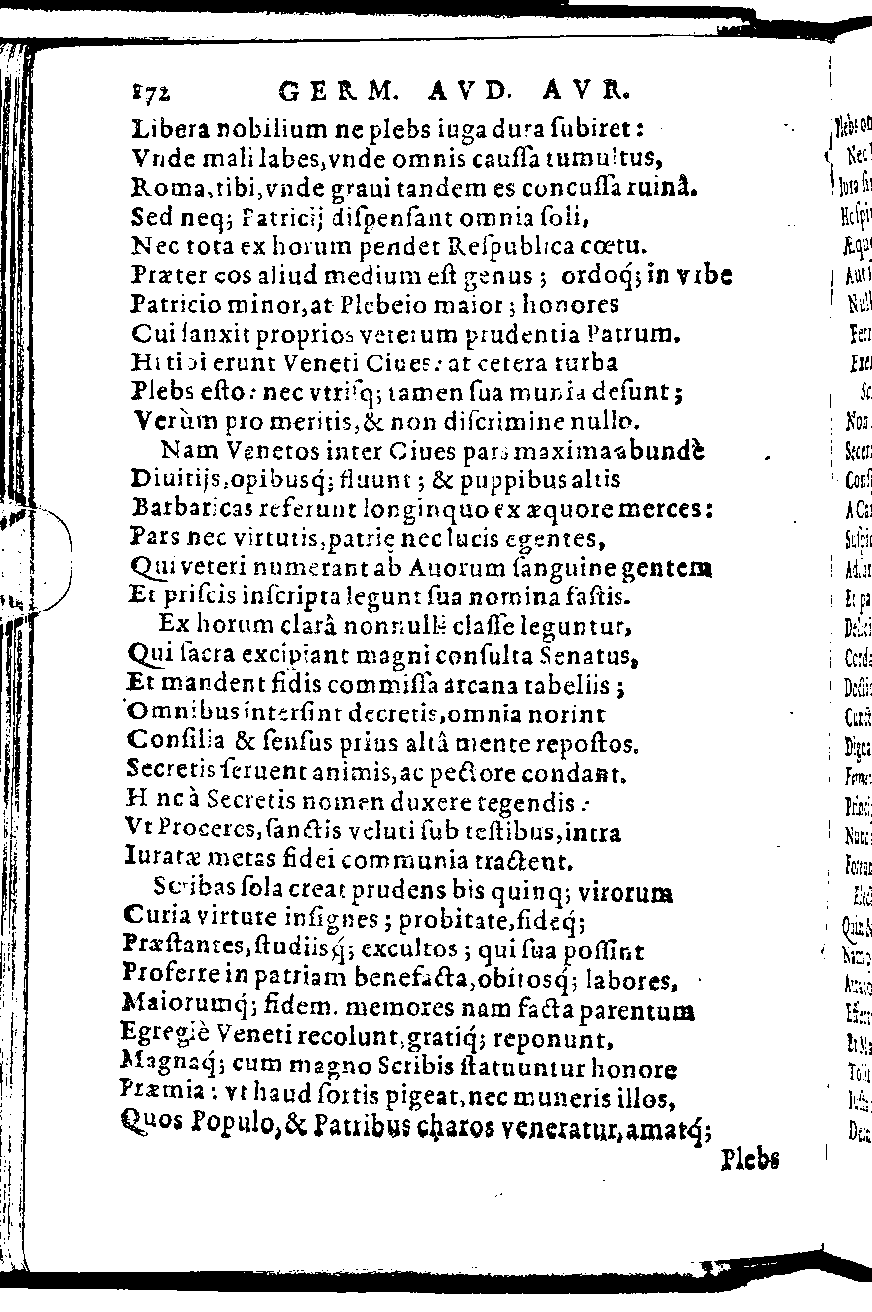 172 GERM. AVD. AVR.
Libera nobilium ne plebs iuga dura ſubiret:
Vnde mali labes, vnde omnis cauſſa tumultus,
Roma, tibi, vnde graui tandem es concuſſa ruinâ.
Sed neq; Patricij diſpenſant omnia ſoli,
Nec tota ex horum pendet Reſpublica cœtu.
Præter eos aliud medium eſt genus; ordoq́; in vrbe
Patricio minor, at Plebeio maior; honores
Cui ſanxit proprios veterum prudentia Patrum.
Hi tibi erunt Veneti Ciues: at cetera turba
Plebs eſto: nec vtriſq; tamen ſua munia deſunt;
Verùm pro meritis, & non diſcrimine nullo.
Nam Venetos inter Ciues pars maxima abundè
Diuitijs, opibusq́; fluunt; & puppibus altis
Barbaricas referunt longinquo ex æquore merces:
Pars nec virtutis, patrię nec lucis egentes,
Qui veteri numerant ab Auorum ſanguine gentem
Et priſcis inſcripta legunt ſua nomina faſtis.
Ex horum clarâ nonnulli claſſe leguntur,
Qui ſacra excipiant magni conſulta Senatus,
Et mandent fidis commiſſa arcana tabellis;
Omnibus interſint decretis, omnia norint
Conſilia & ſenſus prius altâ mente repoſtos.
Secretis ſeruent animis, ac pectore condant.
H nc à Secretis nomen duxere tegendis:
Vt Proceres, ſanctis veluti ſub teſtibus, intra
Iuratæ metas fidei communia tractent.
Scribas ſola creat prudens bis quinq; virorum
Curia virtute inſignes; probitate, fideq́;
Præſtantes, ſtudiisq́; excultos; qui ſua poſſint
Proferre in patriam benefacta, obitosq́; labores,
Maiorumq́; fidem. memores nam facta parentum
Egregiè Veneti recolunt, gratiq́; reponunt,
Magnaq́; cum magno Scribis ſtatuuntur honore
Præmia: vt haud ſortis pigeat, nec muneris illos,
Quos Populo, & Patribus charos veneratur, amatq́;
Plebs